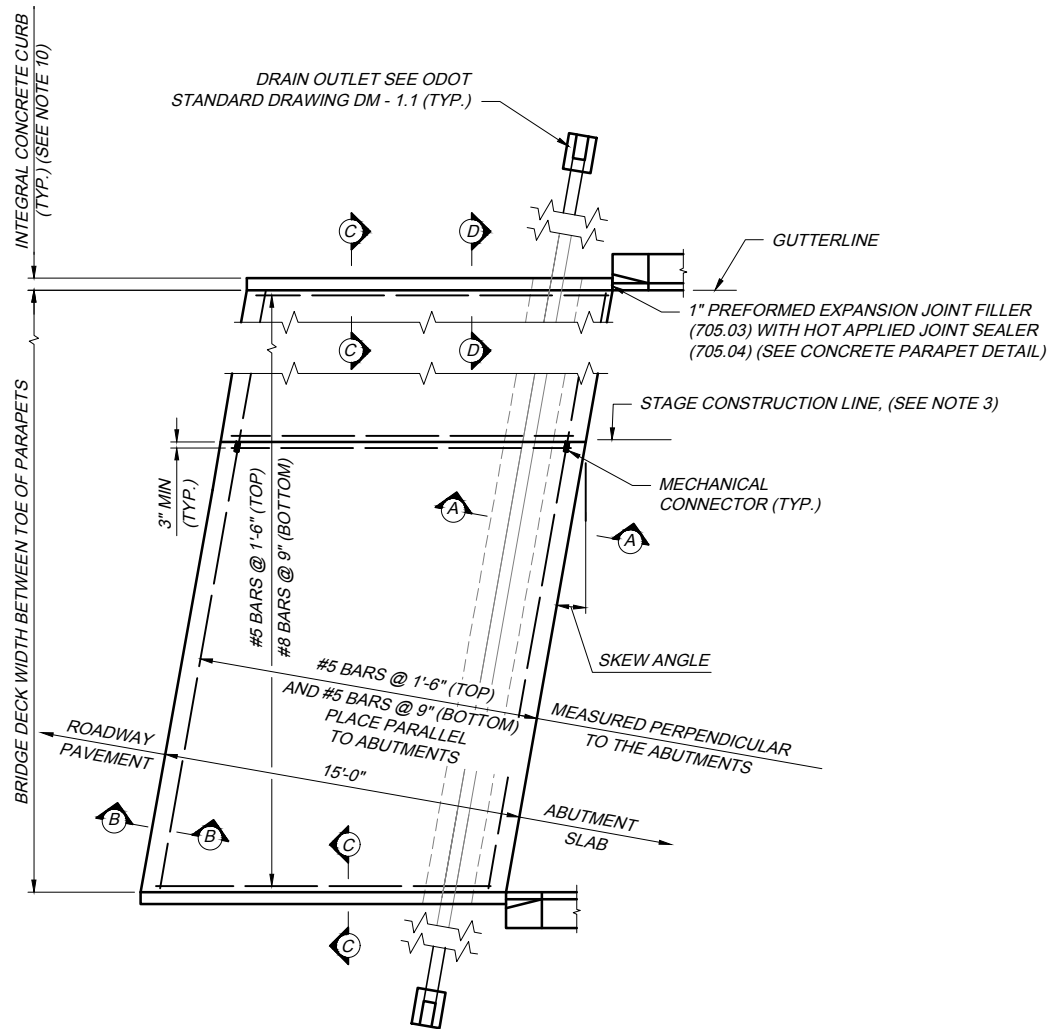 INTEGRAL CONCRETE CURB
(TYP.) (SEE NOTE 10)
DRAIN OUTLET SEE ODOT
STANDARD DRAWING DM - 1.1 (TYP.)
C
D
GUTTERLINE
1" PREFORMED EXPANSION JOINT FILLER
(705.03) WITH HOT APPLIED JOINT SEALER
(705.04) (SEE CONCRETE PARAPET DETAIL)
C
D
STAGE CONSTRUCTION LINE, (SEE NOTE 3)
BRIDGE DECK WIDTH BETWEEN TOE OF PARAPETS
3" MIN
(TYP.)
MECHANICAL
CONNECTOR (TYP.)
A
A
#5 BARS @ 1'-6" (TOP)
#8 BARS @ 9" (BOTTOM)
SKEW ANGLE
#5 BARS @ 1'-6" (TOP)
AND #5 BARS @ 9" (BOTTOM)
PLACE PARALLEL
TO ABUTMENTS
MEASURED PERPENDICULAR
TO THE ABUTMENTS
ROADWAY
PAVEMENT
15'-0"
ABUTMENT
SLAB
B
B
C
C